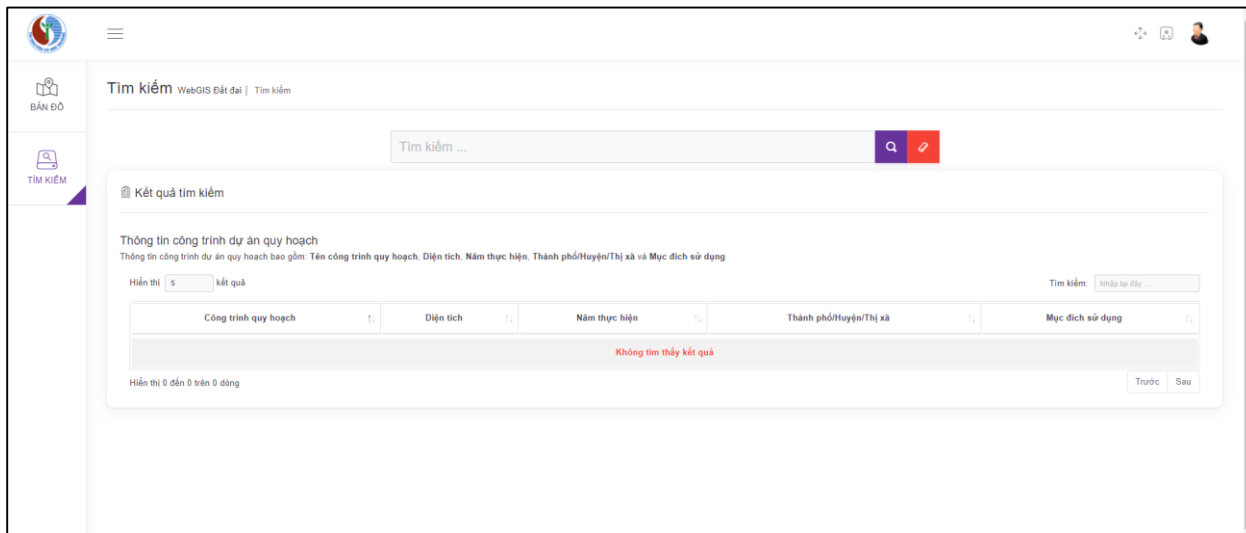 BẢN ĐỒ
TÌM KIẾM
Tìm kiếm WebGIS Đất đai | Tìm kiếm
Tìm kiếm ...
Kết quả tìm kiếm
Thông tin công trình dự án quy hoạch
Thông tin công trình dự án quy hoạch bao gồm: Tên công trình quy hoạch, Diện tích, Năm thực hiện, Thành phố/Huyện/Thị xã và Mục đích sử dụng
Hiển thị 5 kết quả Tìm kiếm: Nhập tại đây ...
Công trình quy hoạch Diện tích Năm thực hiện Thành phố/Huyện/Thị xã Mục đích sử dụng
Không tìm thấy kết quả
Hiển thị 0 đến 0 trên 0 dòng Trước Sau